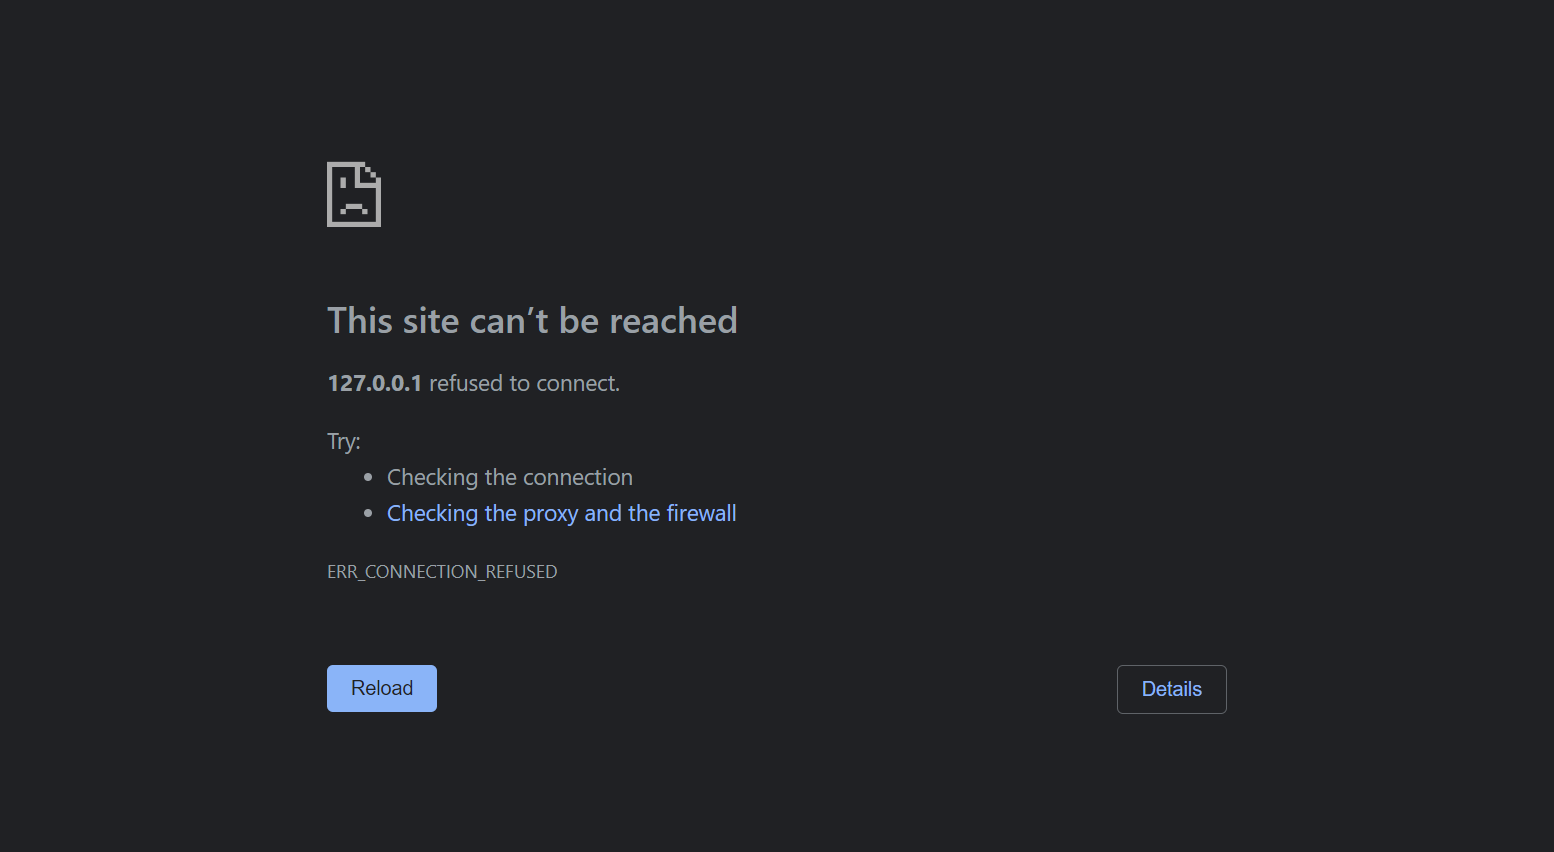 This site can’t be reached
127.0.0.1 refused to connect.
Try:
Checking the connection
Checking the proxy and the firewall
ERR_CONNECTION_REFUSED
Reload
Details